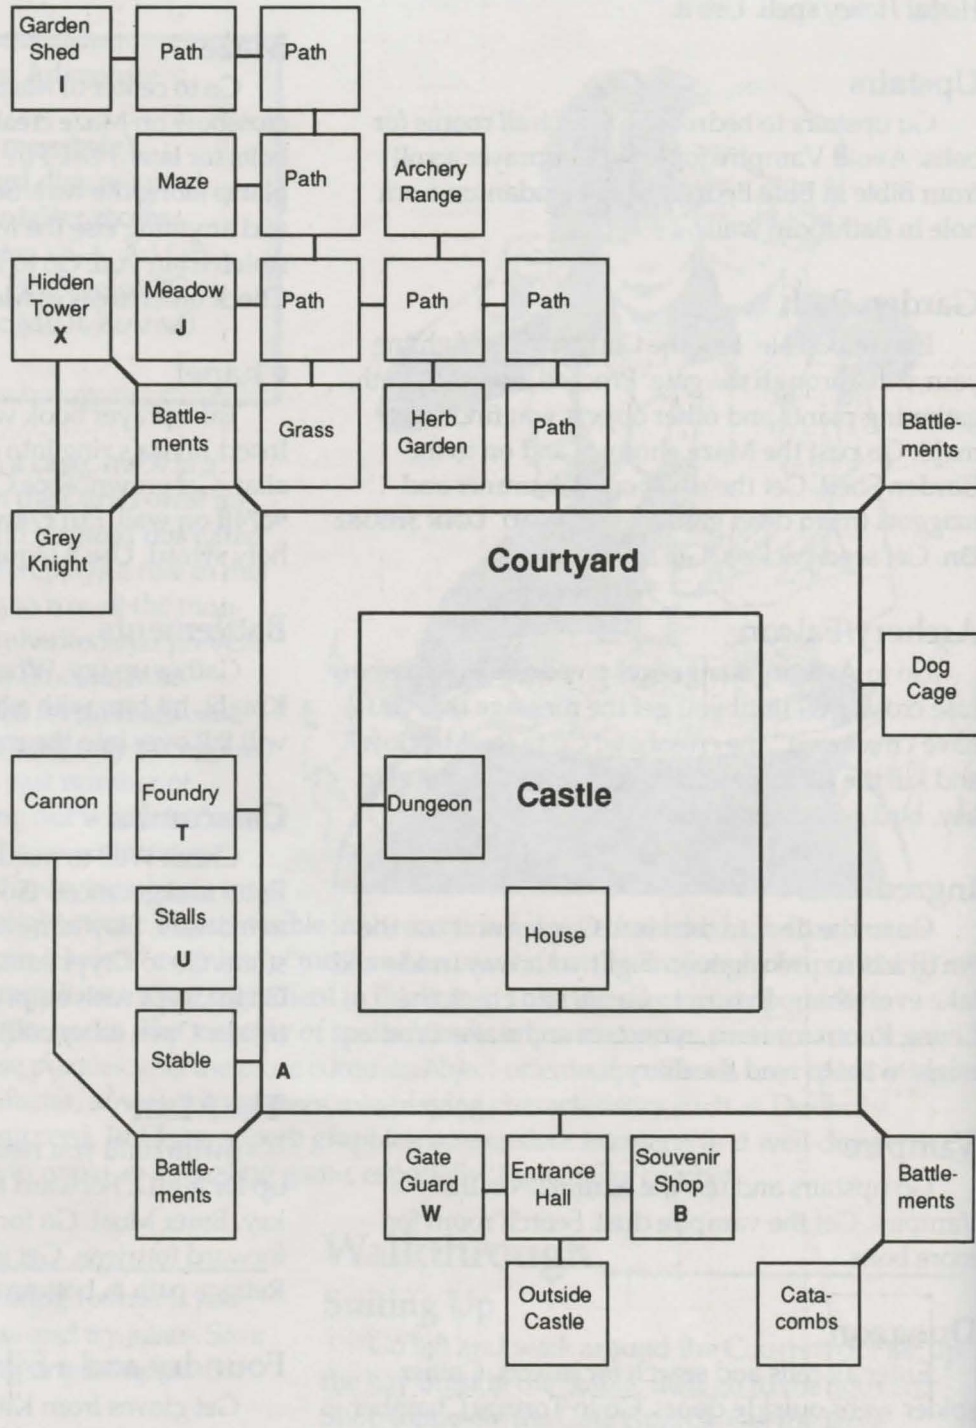 Garden
Shed
I
Path
Path
Maze
Path
Archery
Range
Hidden
Tower
X
Meadow
J
Path
Path
Path
Battle-
ments
Grass
Herb
Garden
Path
Battle-
ments
Grey
Knight
Courtyard
Dog
Cage
Cannon
Foundry
T
Dungeon
Castle
Stalls
U
House
Stable
A
Battle-
ments
Gate
Guard
W
Entrance
Hall
Souvenir
Shop
B
Battle-
ments
Outside
Castle
Cata-
combs